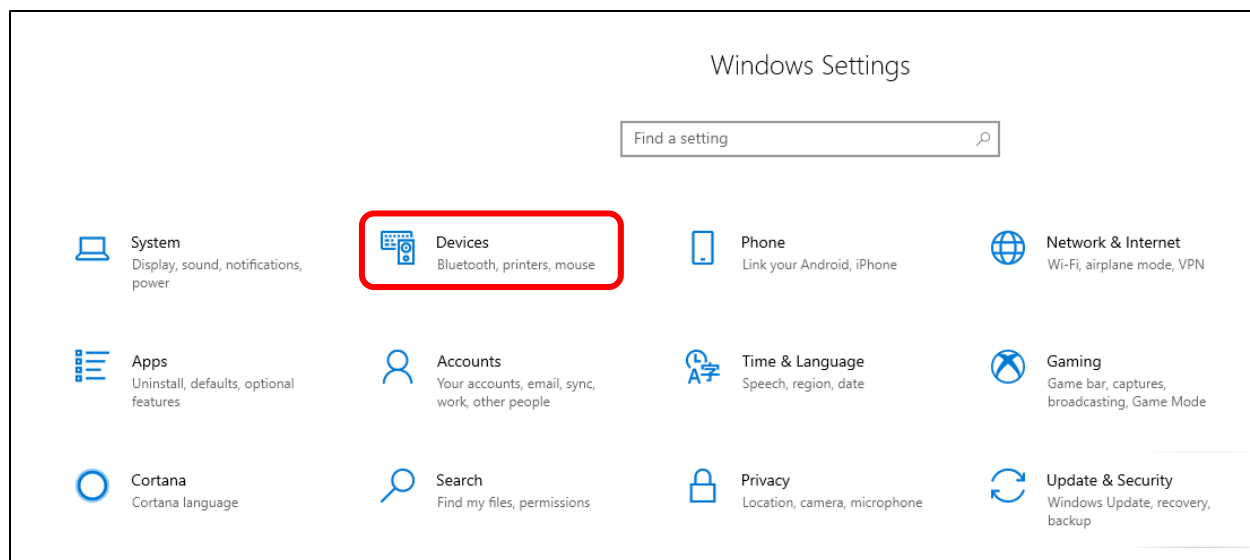 Windows Settings
Find a setting
System
Display, sound, notifications,
power
Devices
Bluetooth, printers, mouse
Phone
Link your Android, iPhone
Network & Internet
Wi-Fi, airplane mode, VPN
Apps
Uninstall, defaults, optional
features
Accounts
Your accounts, email, sync,
work, other people
Time & Language
Speech, region, date
Gaming
Game bar, captures,
broadcasting, Game Mode
Cortana
Cortana language
Search
Find my files, permissions
Privacy
Location, camera, microphone
Update & Security
Windows Update, recovery,
backup